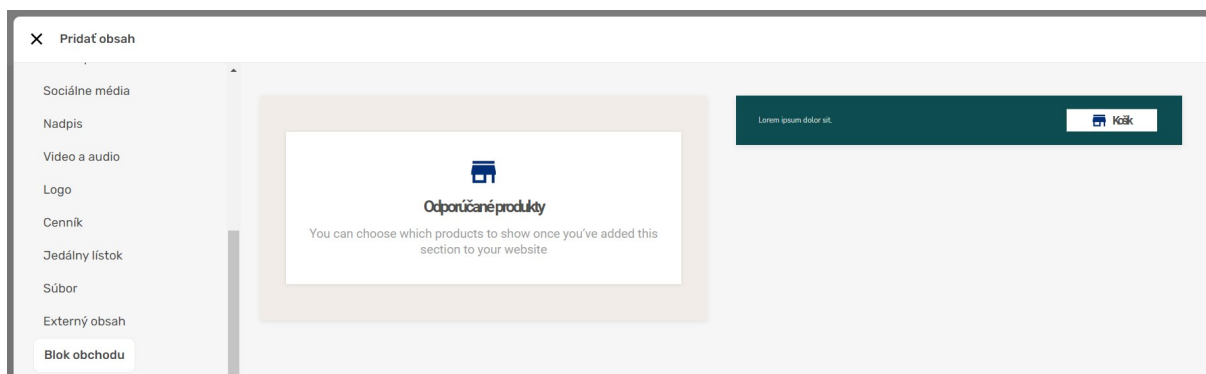 Pridať obsah
Sociálne média
Nadpis
Video a audio
Logo
Cenník
Jedálny lístok
Súbor
Externý obsah
Blok obchodu
Odporúčané produkty
You can choose which products to show once you've added this
section to your website
Lorem ipsum dolor sit.
Košík